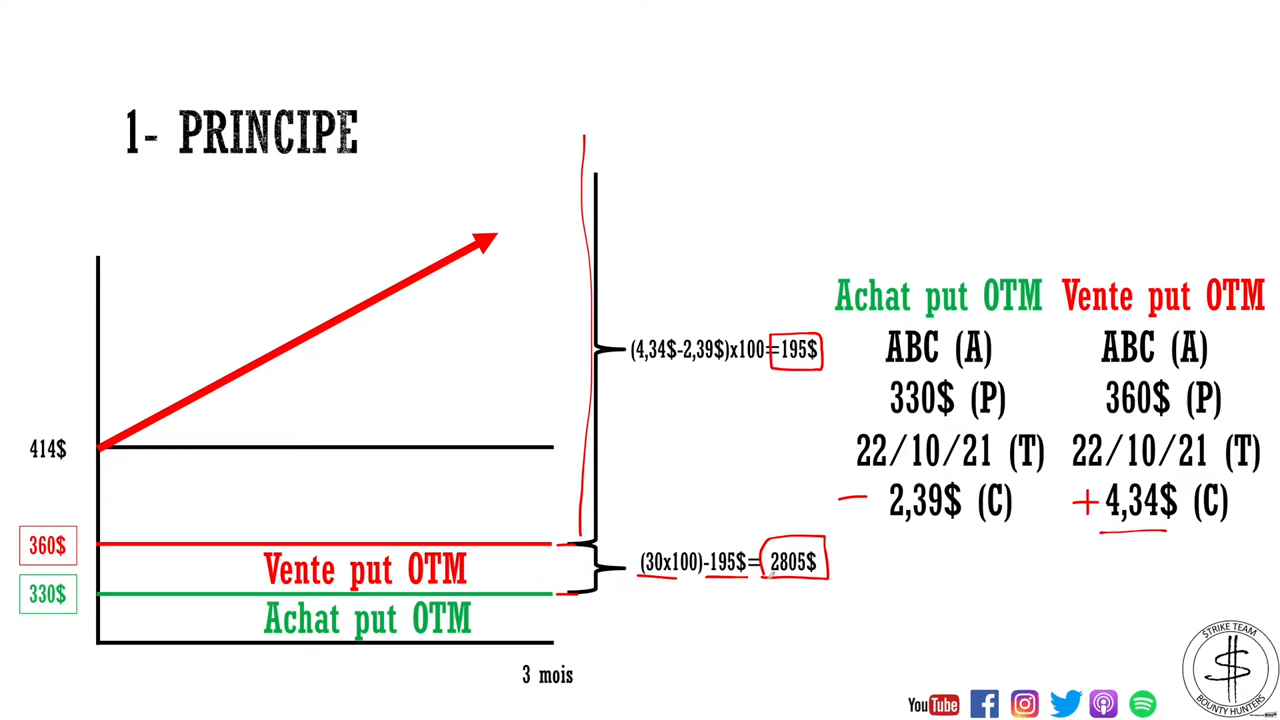 1- PRINCIPE
414$
360$
330$
Vente put OTM
Achat put OTM
3 mois
(4,34$-2,39$)x100=195$
(30x100)-195$= 2805$
Achat put OTM Vente put OTM
ABC (A) ABC (A)
330$ (P) 360$ (P)
22/10/21 (T) 22/10/21 (T)
- 2,39$ (C) + 4,34$ (C)
$TRIKE TEAM
BOUNTY HUNTERS
YouTube